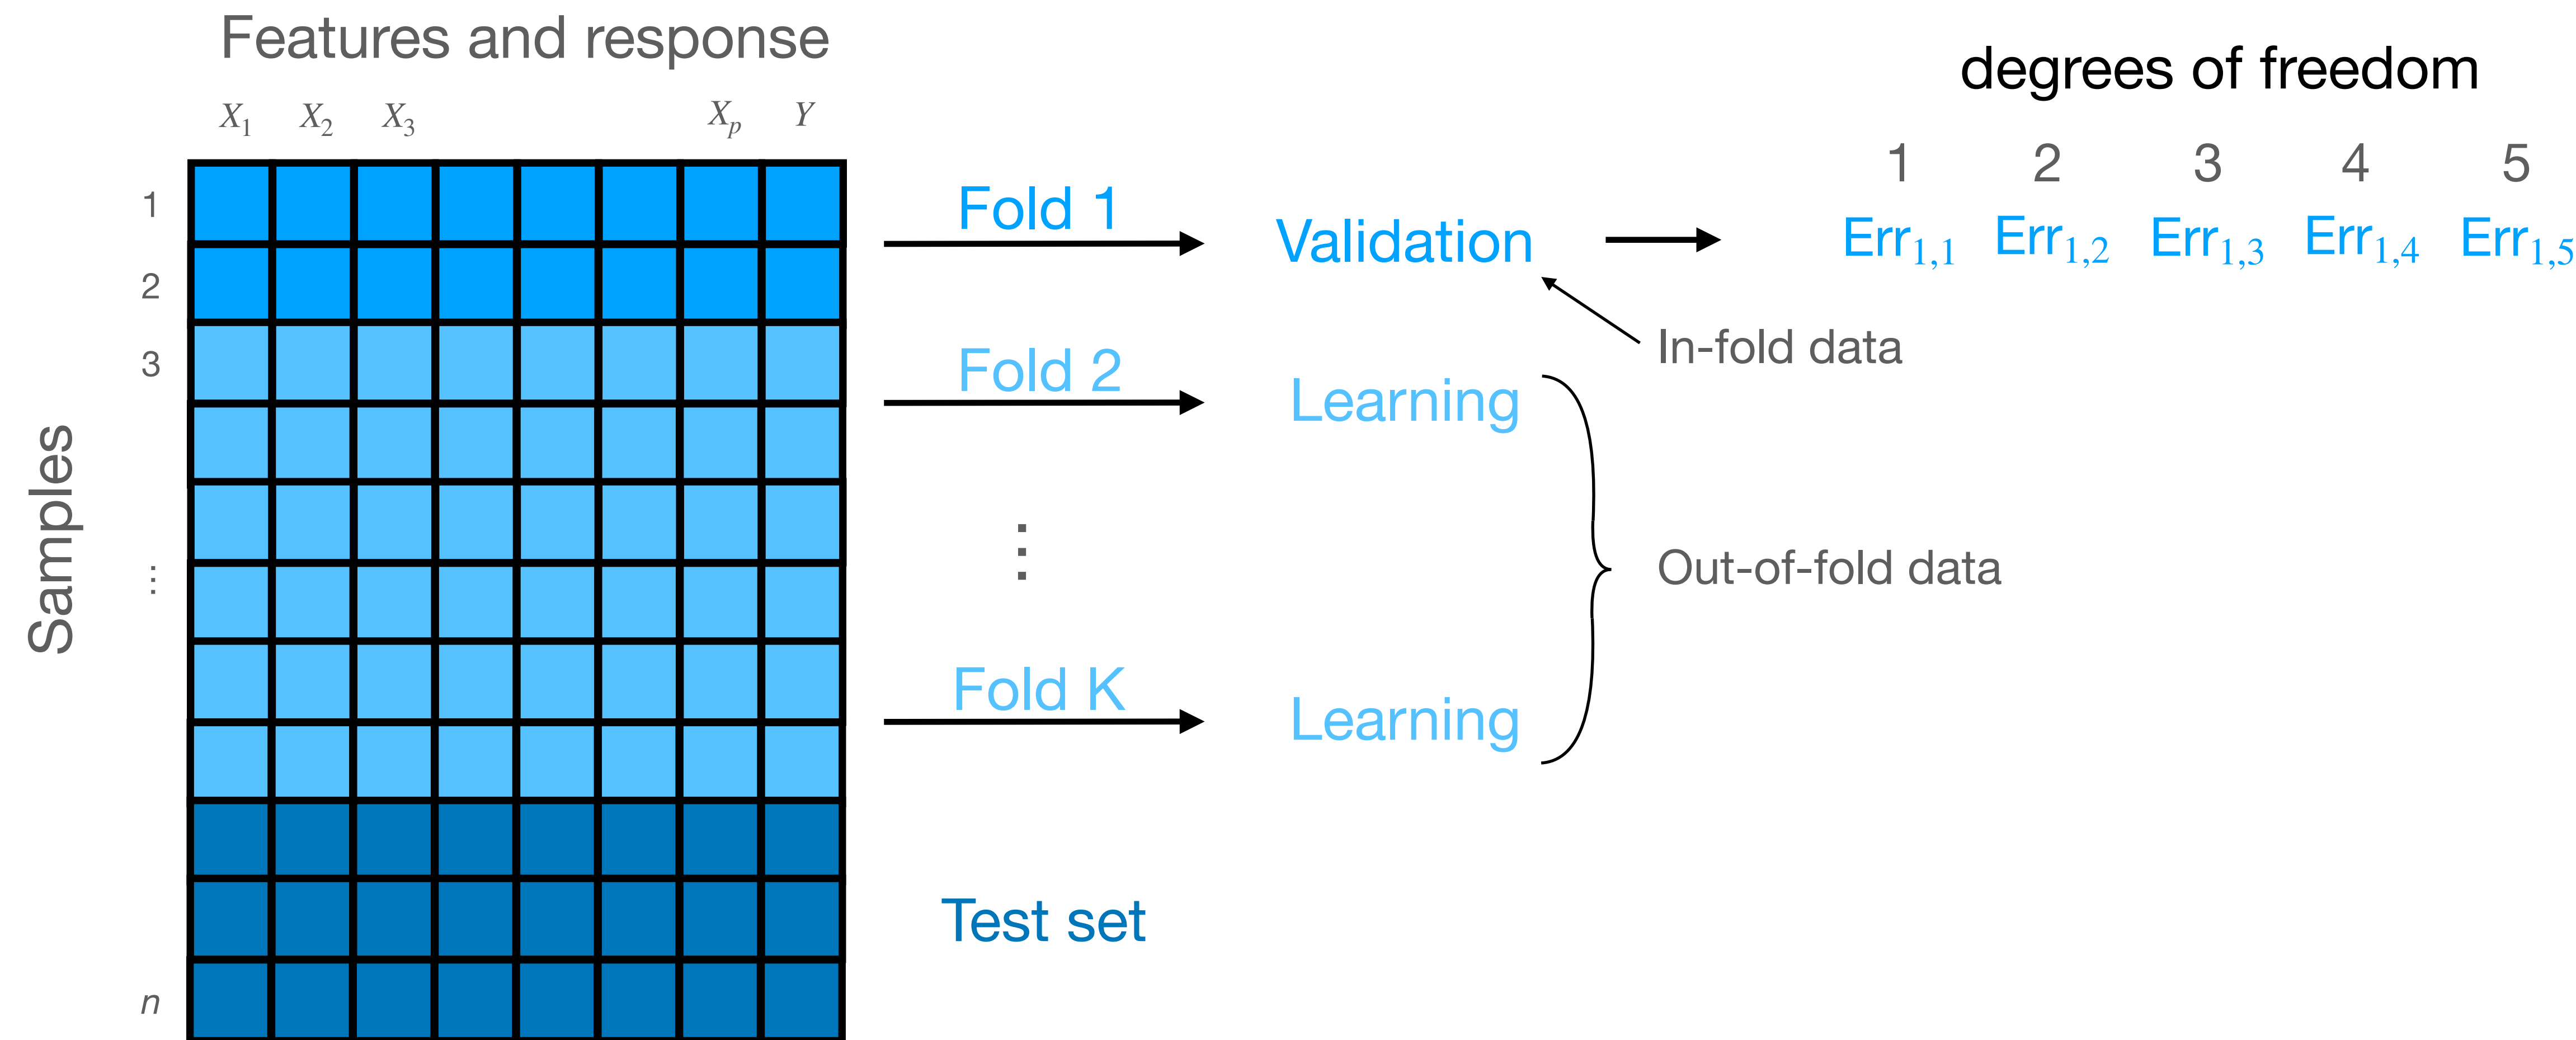 Features and response
degrees of freedom
X₁ X₂ X₃ Xₚ Y
1 2 3 4 5
1
Fold 1
Validation
Err₁,₁ Err₁,₂ Err₁,₃ Err₁,₄ Err₁,₅
2
In-fold data
3
Fold 2
Learning
Samples
⋮
⋮
Out-of-fold data
Fold K
Learning
Test set
n